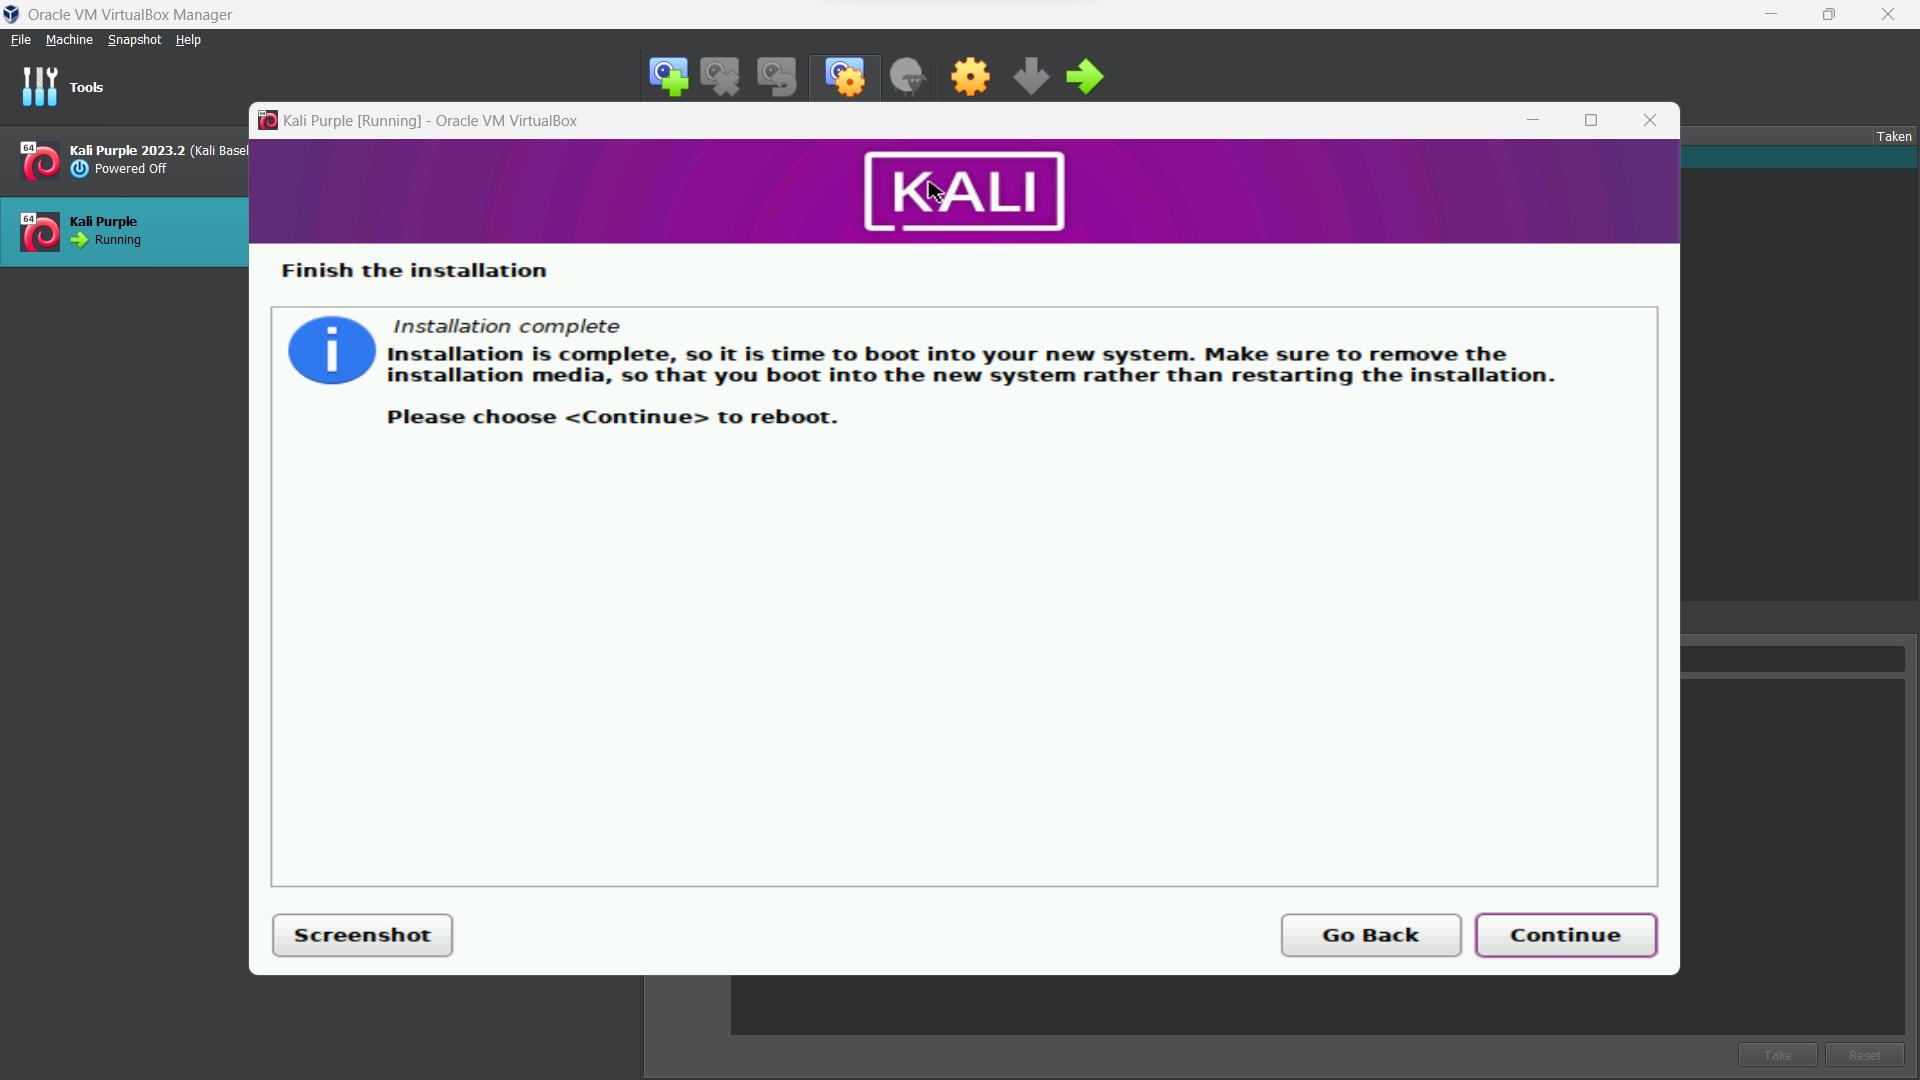 Oracle VM VirtualBox Manager
File Machine Snapshot Help
Tools
Kali Purple [Running] - Oracle VM VirtualBox
Taken
64
Kali Purple 2023.2 (Kali Basel
Powered Off
KALI
64
Kali Purple
Running
Finish the installation
i
Installation complete
Installation is complete, so it is time to boot into your new system. Make sure to remove the
installation media, so that you boot into the new system rather than restarting the installation.
Please choose <Continue> to reboot.
Screenshot
Go Back
Continue
Take
Reset